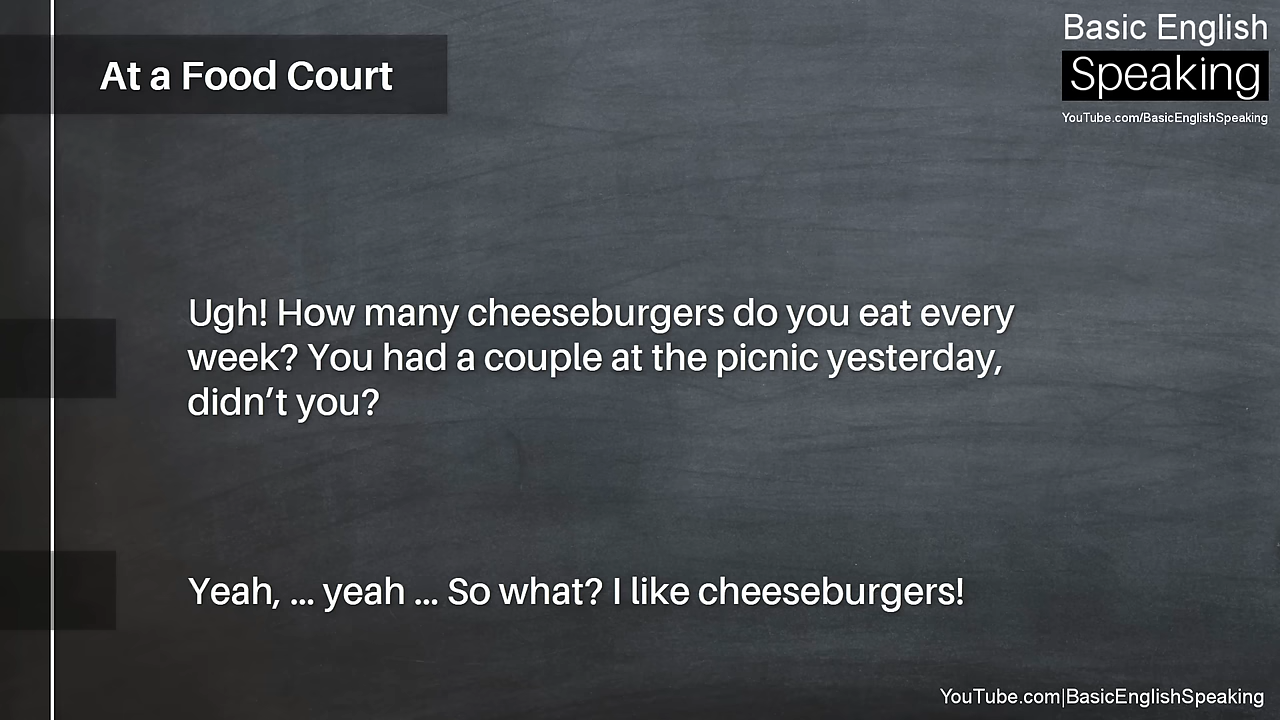 Basic English
At a Food Court
Speaking
YouTube.com/BasicEnglishSpeaking
Ugh! How many cheeseburgers do you eat every
week? You had a couple at the picnic yesterday,
didn’t you?
Yeah, ... yeah ... So what? I like cheeseburgers!
YouTube.com|BasicEnglishSpeaking